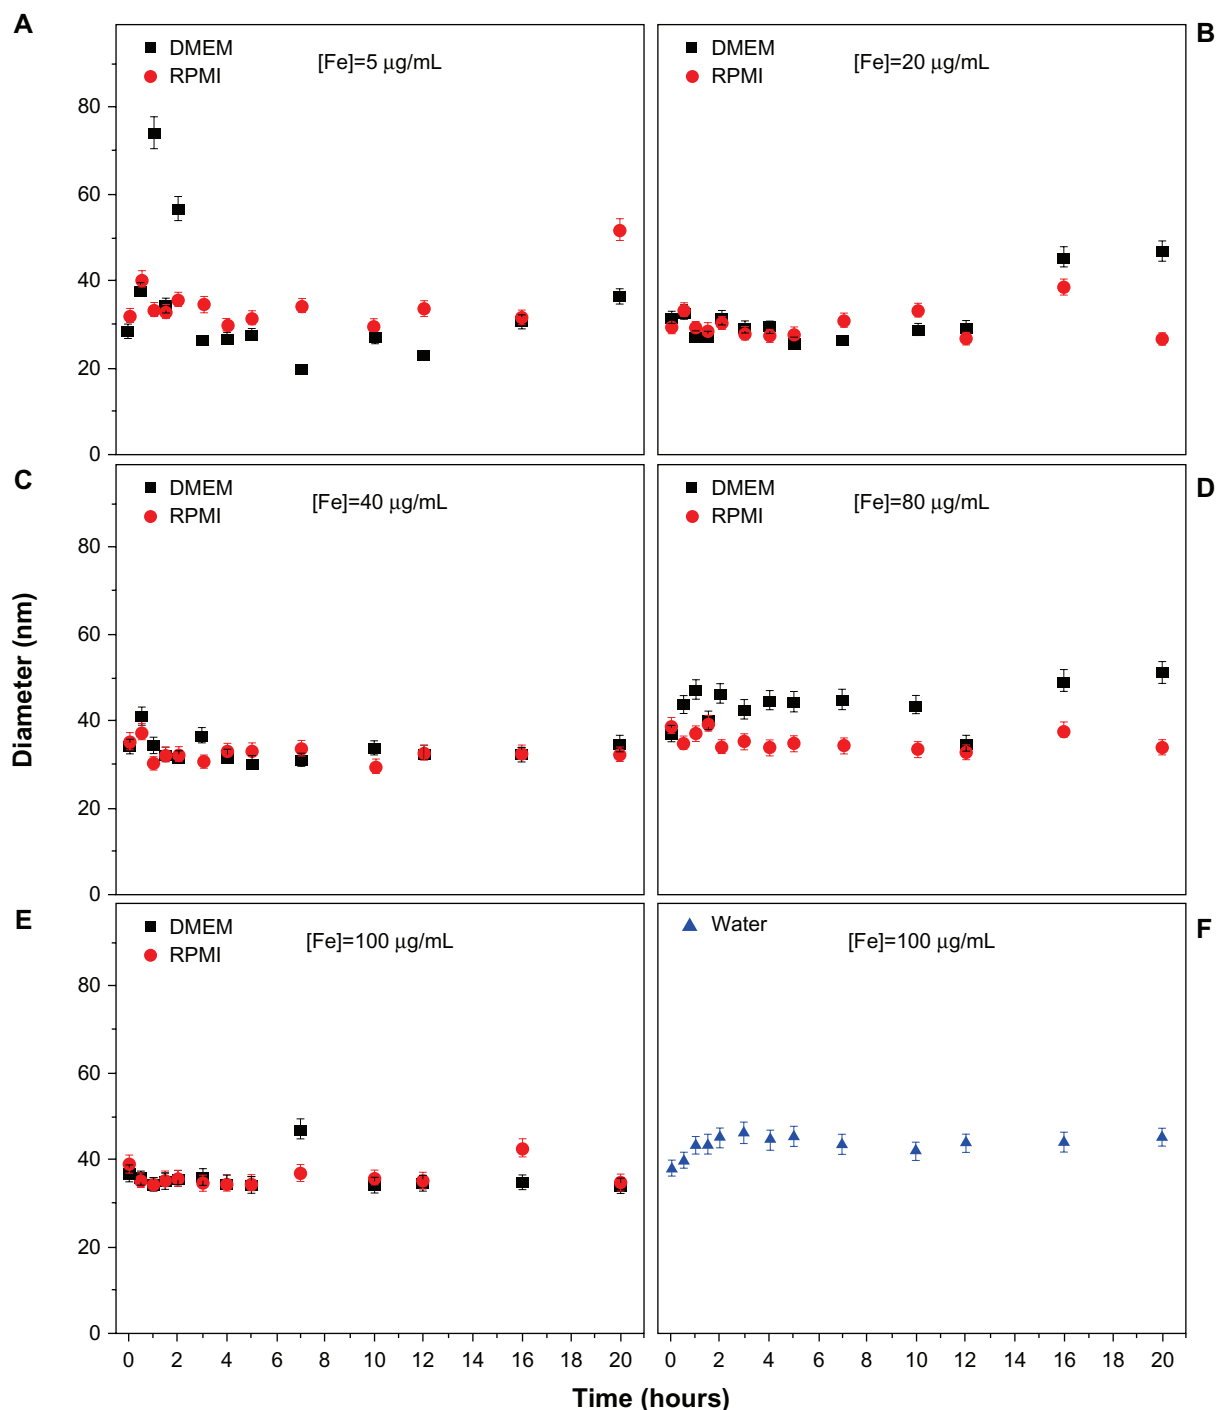 A
DMEM
RPMI
[Fe]=5 μg/mL
80
60
40
20
0
B
DMEM
RPMI
[Fe]=20 μg/mL
C
DMEM
RPMI
[Fe]=40 μg/mL
80
60
40
20
0
D
DMEM
RPMI
[Fe]=80 μg/mL
Diameter (nm)
E
DMEM
RPMI
[Fe]=100 μg/mL
80
60
40
20
0
0 2 4 6 8 10 12 14 16 18 20
F
Water
[Fe]=100 μg/mL
0 2 4 6 8 10 12 14 16 18 20
Time (hours)